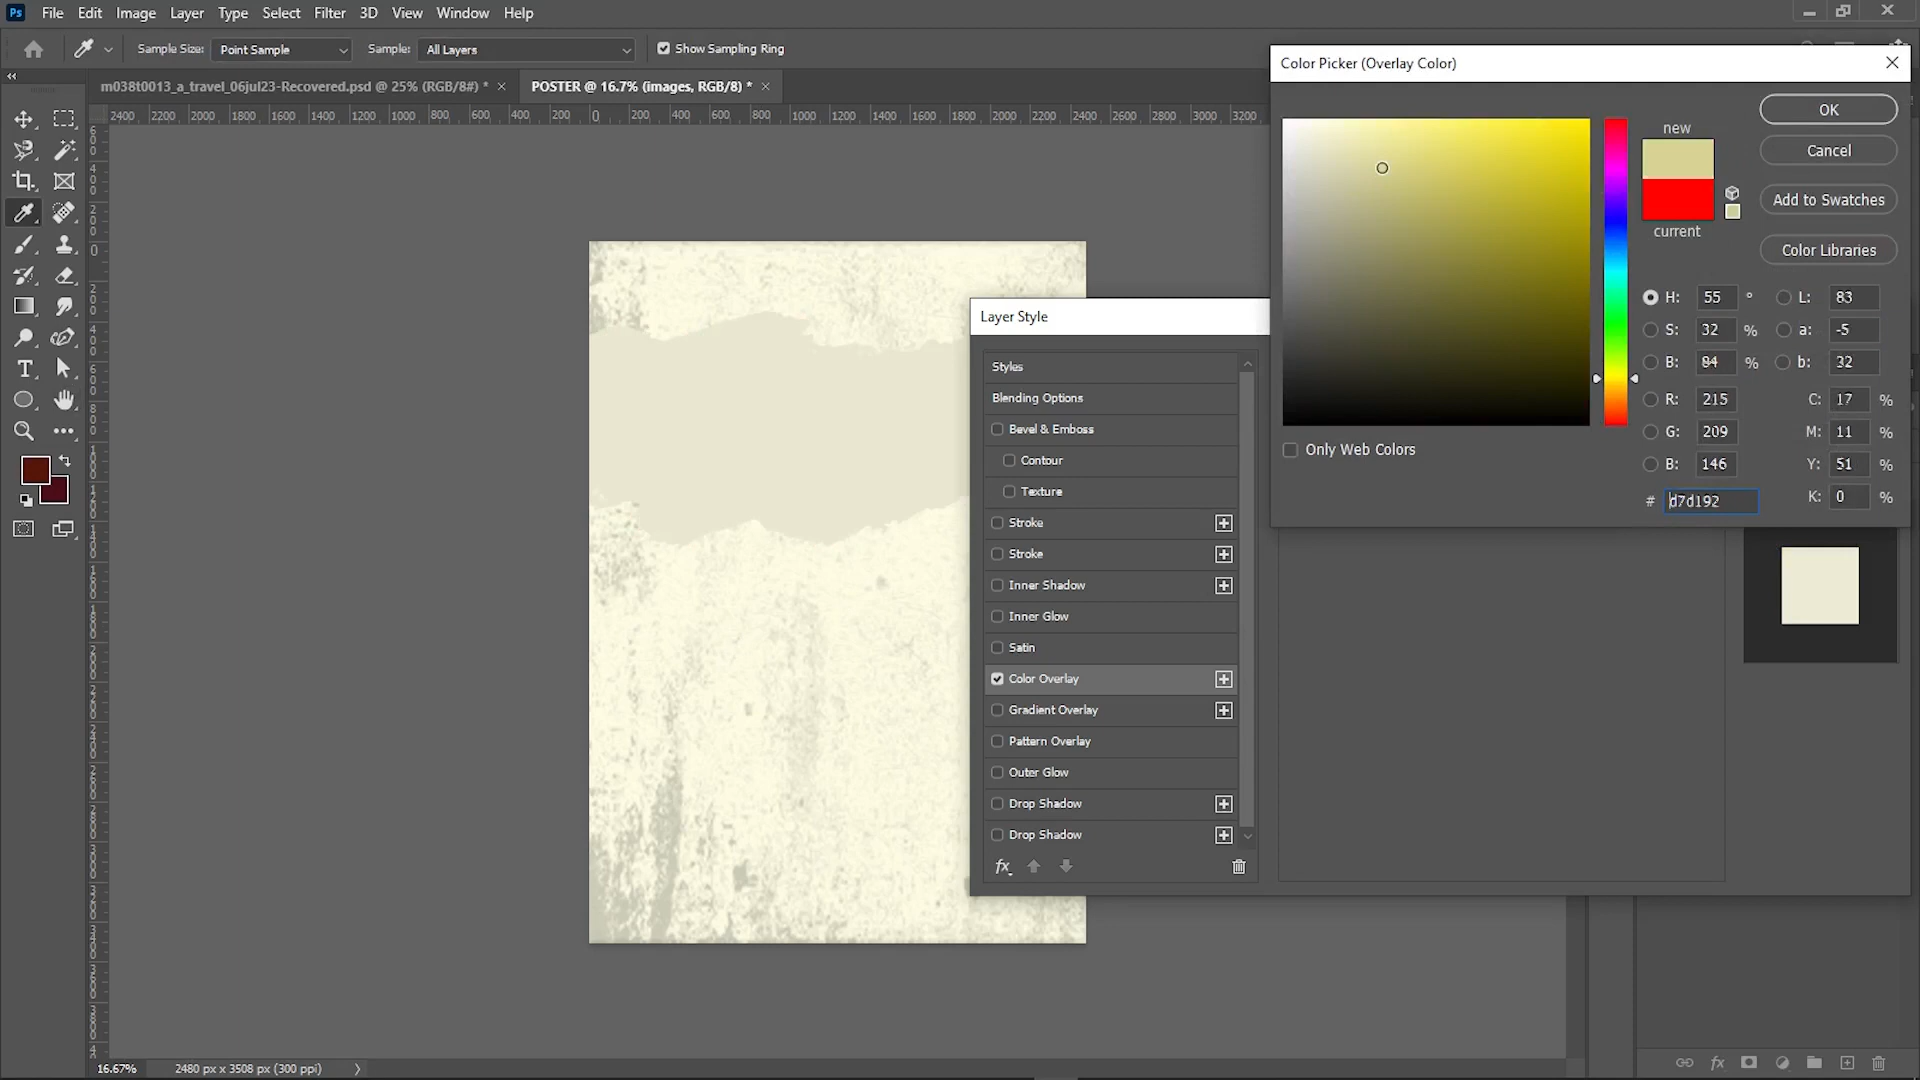 Ps File Edit Image Layer Type Select Filter 3D View Window Help
Sample Size: Point Sample Sample: All Layers Show Sampling Ring
m038t0013_a_travel_06jul23-Recovered.psd @ 25% (RGB/8#) * POSTER @ 16.7% (images, RGB/8) *
2400 2200 2000 1800 1600 1400 1200 1000 800 600 400 200 0 200 400 600 800 1000 1200 1400 1600 1800 2000 2200 2400 2600 2800 3000 3200
Color Picker (Overlay Color)
OK
new
Cancel
Add to Swatches
current
Color Libraries
H: 55 ° L: 83
S: 32 % a: -5
B: 84 % b: 32
R: 215 C: 17 %
G: 209 M: 11 %
B: 146 Y: 51 %
# d7d192 K: 0 %
Only Web Colors
Layer Style
Styles
Blending Options
Bevel & Emboss
Contour
Texture
Stroke
Stroke
Inner Shadow
Inner Glow
Satin
Color Overlay
Gradient Overlay
Pattern Overlay
Outer Glow
Drop Shadow
Drop Shadow
fx
16.67% 2480 px x 3508 px (300 ppi)
fx